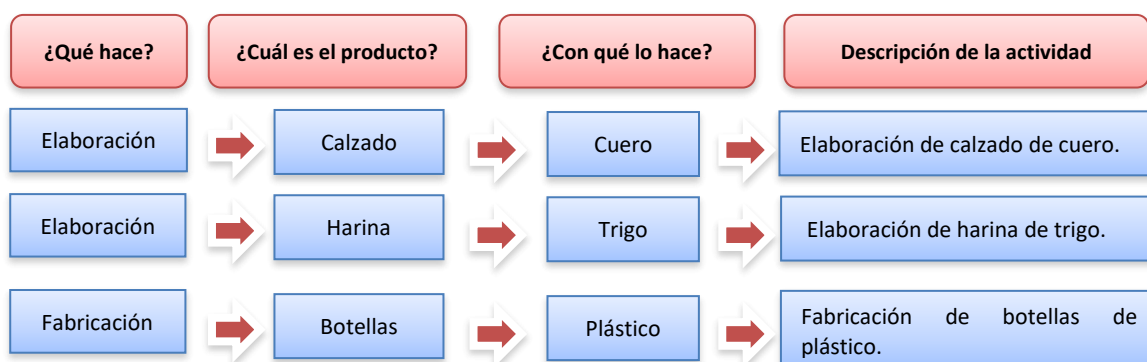 ¿Qué hace?
¿Cuál es el producto?
¿Con qué lo hace?
Descripción de la actividad
Elaboración
Calzado
Cuero
Elaboración de calzado de cuero.
Elaboración
Harina
Trigo
Elaboración de harina de trigo.
Fabricación
Botellas
Plástico
Fabricación de botellas de
plástico.